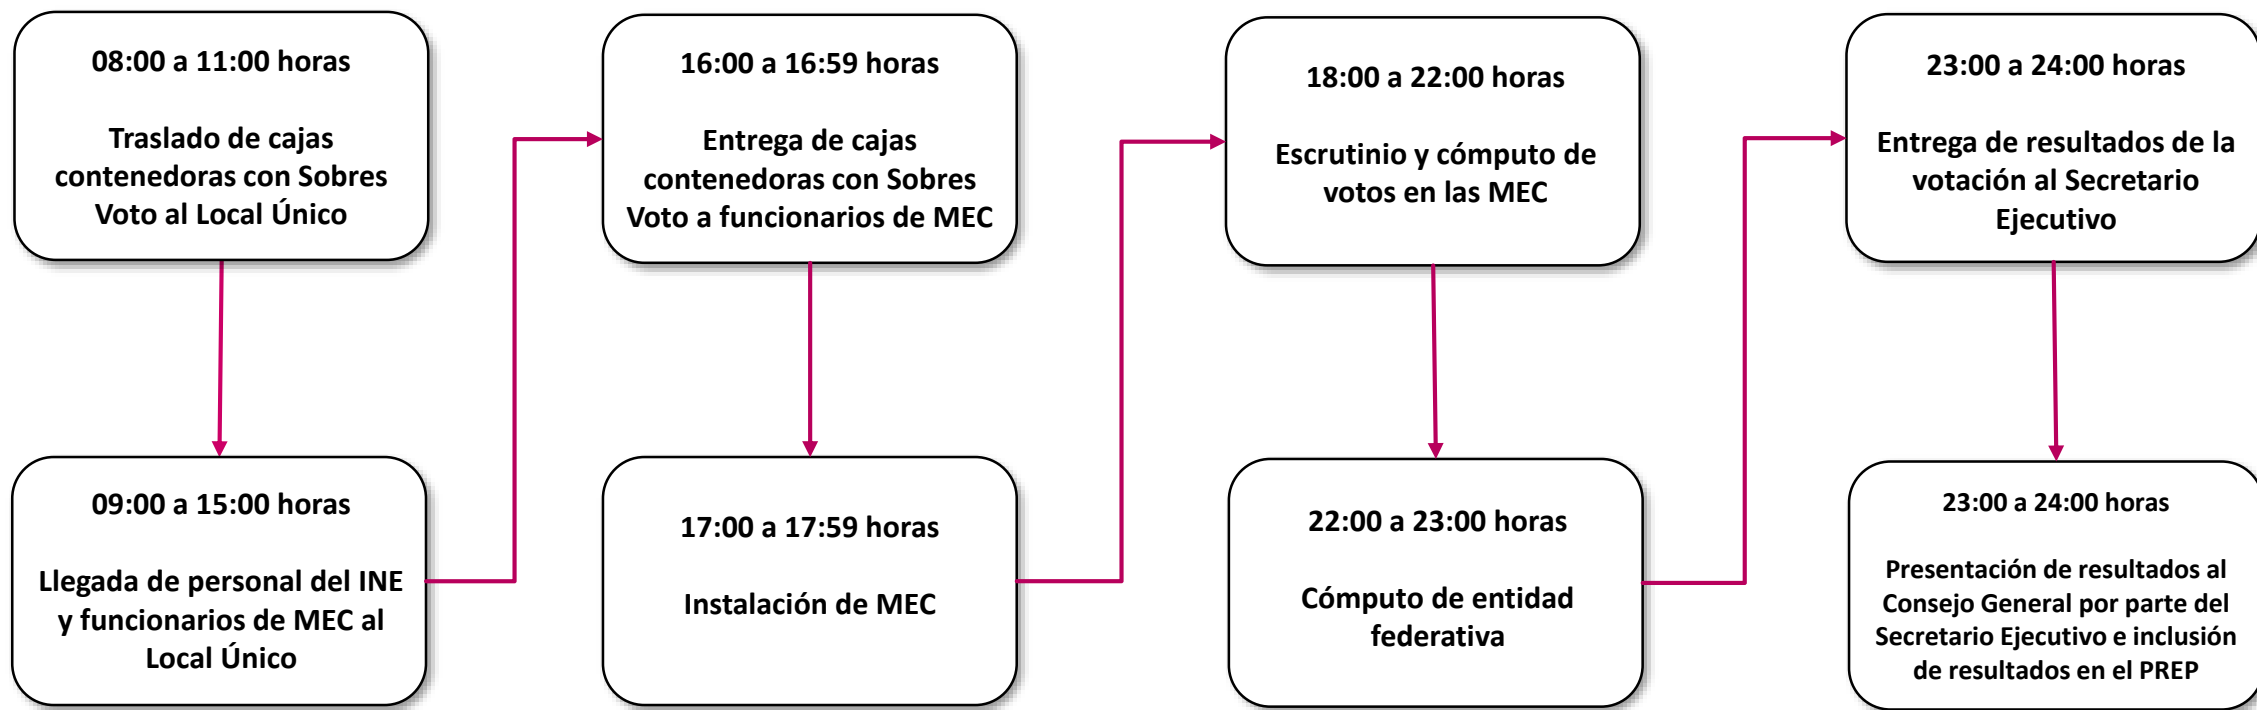 08:00 a 11:00 horas
Traslado de cajas
contenedoras con Sobres
Voto al Local Único
09:00 a 15:00 horas
Llegada de personal del INE
y funcionarios de MEC al
Local Único
16:00 a 16:59 horas
Entrega de cajas
contenedoras con Sobres
Voto a funcionarios de MEC
17:00 a 17:59 horas
Instalación de MEC
18:00 a 22:00 horas
Escrutinio y cómputo de
votos en las MEC
22:00 a 23:00 horas
Cómputo de entidad
federativa
23:00 a 24:00 horas
Entrega de resultados de la
votación al Secretario
Ejecutivo
23:00 a 24:00 horas
Presentación de resultados al
Consejo General por parte del
Secretario Ejecutivo e inclusión
de resultados en el PREP